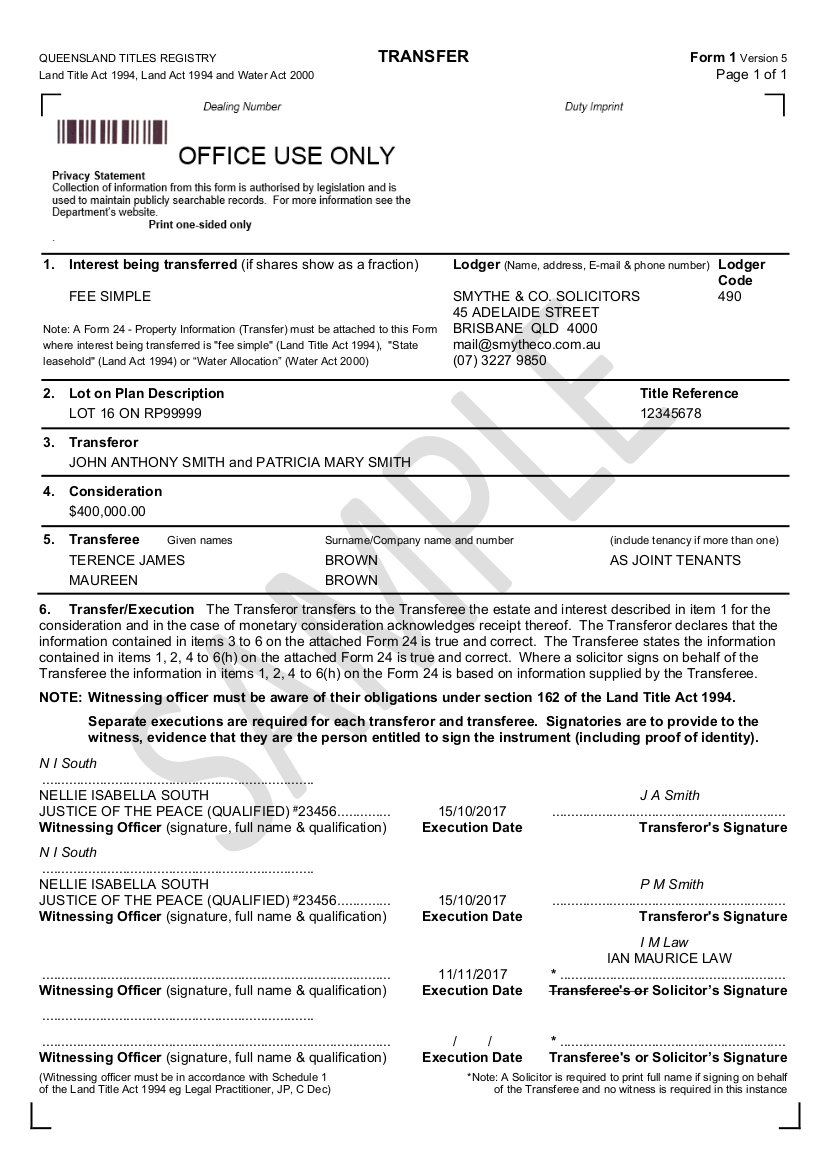 QUEENSLAND TITLES REGISTRY TRANSFER Form 1 Version 5
Land Title Act 1994, Land Act 1994 and Water Act 2000 Page 1 of 1
Dealing Number Duty Imprint
OFFICE USE ONLY
Privacy Statement
Collection of information from this form is authorised by legislation and is
used to maintain publicly searchable records. For more information see the
Department's website.
Print one-sided only
.
1. Interest being transferred (if shares show as a fraction) Lodger (Name, address, E-mail & phone number) Lodger
Code
FEE SIMPLE SMYTHE & CO. SOLICITORS 490
45 ADELAIDE STREET
Note: A Form 24 - Property Information (Transfer) must be attached to this Form BRISBANE QLD 4000
where interest being transferred is "fee simple" (Land Title Act 1994), "State mail@smytheco.com.au
leasehold" (Land Act 1994) or "Water Allocation" (Water Act 2000) (07) 3227 9850
2. Lot on Plan Description Title Reference
LOT 16 ON RP99999 12345678
3. Transferor
JOHN ANTHONY SMITH and PATRICIA MARY SMITH
4. Consideration
$400,000.00
5. Transferee Given names Surname/Company name and number (include tenancy if more than one)
TERENCE JAMES BROWN AS JOINT TENANTS
MAUREEN BROWN
6. Transfer/Execution The Transferor transfers to the Transferee the estate and interest described in item 1 for the
consideration and in the case of monetary consideration acknowledges receipt thereof. The Transferor declares that the
information contained in items 3 to 6 on the attached Form 24 is true and correct. The Transferee states the information
contained in items 1, 2, 4 to 6(h) on the attached Form 24 is true and correct. Where a solicitor signs on behalf of the
Transferee the information in items 1, 2, 4 to 6(h) on the Form 24 is based on information supplied by the Transferee.
NOTE: Witnessing officer must be aware of their obligations under section 162 of the Land Title Act 1994.
Separate executions are required for each transferor and transferee. Signatories are to provide to the
witness, evidence that they are the person entitled to sign the instrument (including proof of identity).
N I South
......................................................................
NELLIE ISABELLA SOUTH J A Smith
JUSTICE OF THE PEACE (QUALIFIED) #23456.............. 15/10/2017 ............................................................
Witnessing Officer (signature, full name & qualification) Execution Date Transferor's Signature
N I South
......................................................................
NELLIE ISABELLA SOUTH P M Smith
JUSTICE OF THE PEACE (QUALIFIED) #23456.............. 15/10/2017 ............................................................
Witnessing Officer (signature, full name & qualification) Execution Date Transferor's Signature
I M Law
IAN MAURICE LAW
.......................................................................................... 11/11/2017 * ..........................................................
Witnessing Officer (signature, full name & qualification) Execution Date Transferee's or Solicitor's Signature
......................................................................
.......................................................................................... / / * ..........................................................
Witnessing Officer (signature, full name & qualification) Execution Date Transferee's or Solicitor's Signature
(Witnessing officer must be in accordance with Schedule 1 *Note: A Solicitor is required to print full name if signing on behalf
of the Land Title Act 1994 eg Legal Practitioner, JP, C Dec) of the Transferee and no witness is required in this instance
SAMPLE